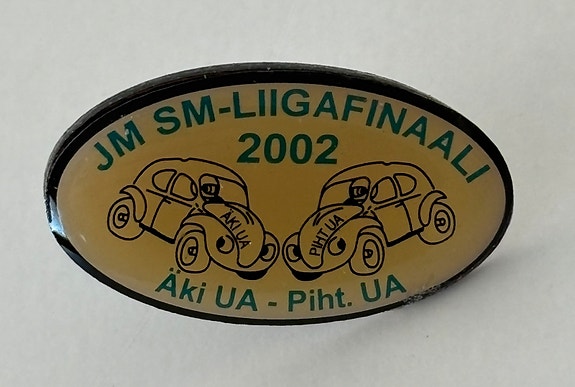 JM SM-LIIGAFINAALI
2002
ÄKI UA
PIHT. UA
Äki UA - Piht. UA